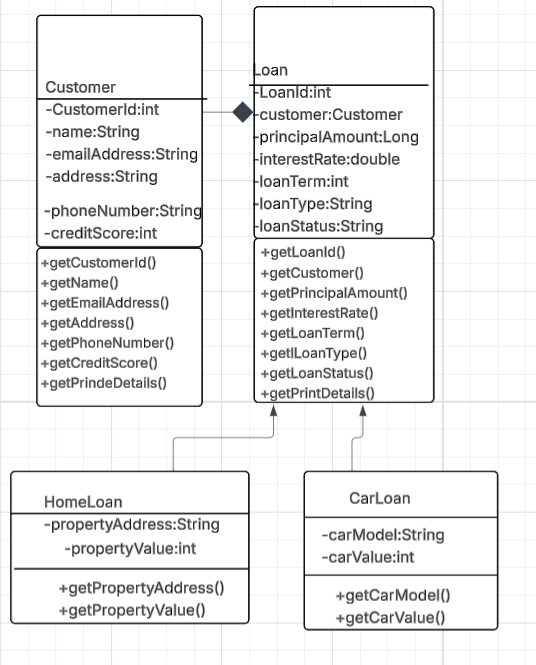 Customer
-CustomerId:int
-name:String
-emailAddress:String
-address:String
-phoneNumber:String
-creditScore:int
+getCustomerId()
+getName()
+getEmailAddress()
+getAddress()
+getPhoneNumber()
+getCreditScore()
+getPrindeDetails()
Loan
-LoanId:int
-customer:Customer
-principalAmount:Long
-interestRate:double
-loanTerm:int
-loanType:String
-loanStatus:String
+getLoanId()
+getCustomer()
+getPrincipalAmount()
+getInterestRate()
+getLoanTerm()
+getlLoanType()
+getLoanStatus()
+getPrintDetails()
HomeLoan
-propertyAddress:String
-propertyValue:int
+getPropertyAddress()
+getPropertyValue()
CarLoan
-carModel:String
-carValue:int
+getCarModel()
+getCarValue()